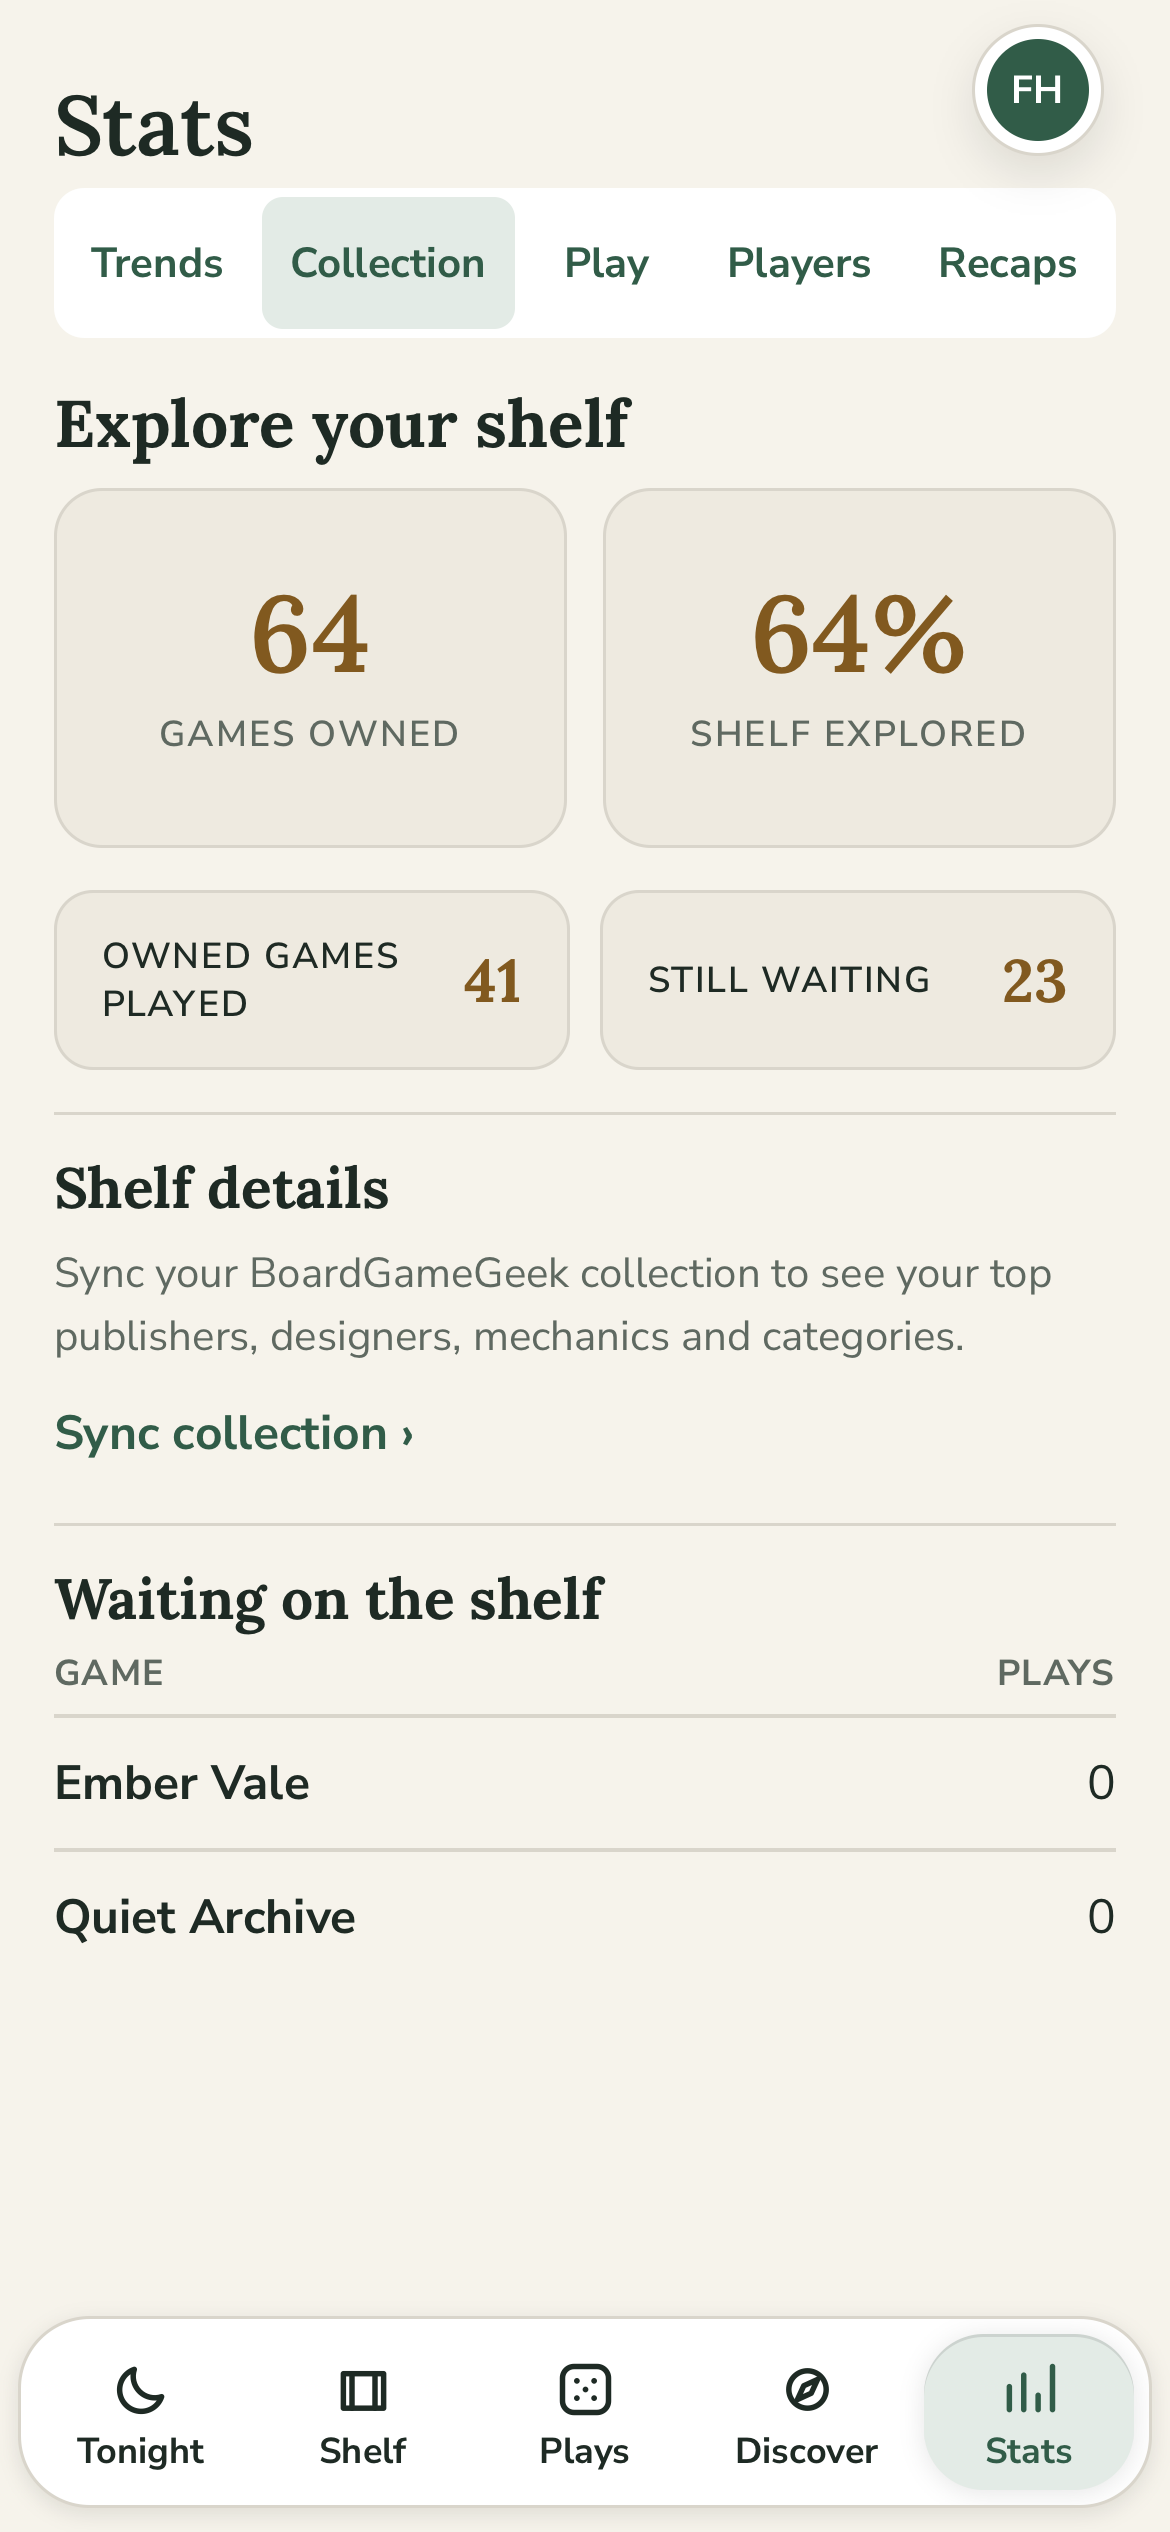 FH
Stats
Trends Collection Play Players Recaps
Explore your shelf
64 64%
GAMES OWNED SHELF EXPLORED
OWNED GAMES
PLAYED 41 STILL WAITING 23
Shelf details
Sync your BoardGameGeek collection to see your top
publishers, designers, mechanics and categories.
Sync collection ›
Waiting on the shelf
GAME PLAYS
Ember Vale 0
Quiet Archive 0
Tonight Shelf Plays Discover Stats